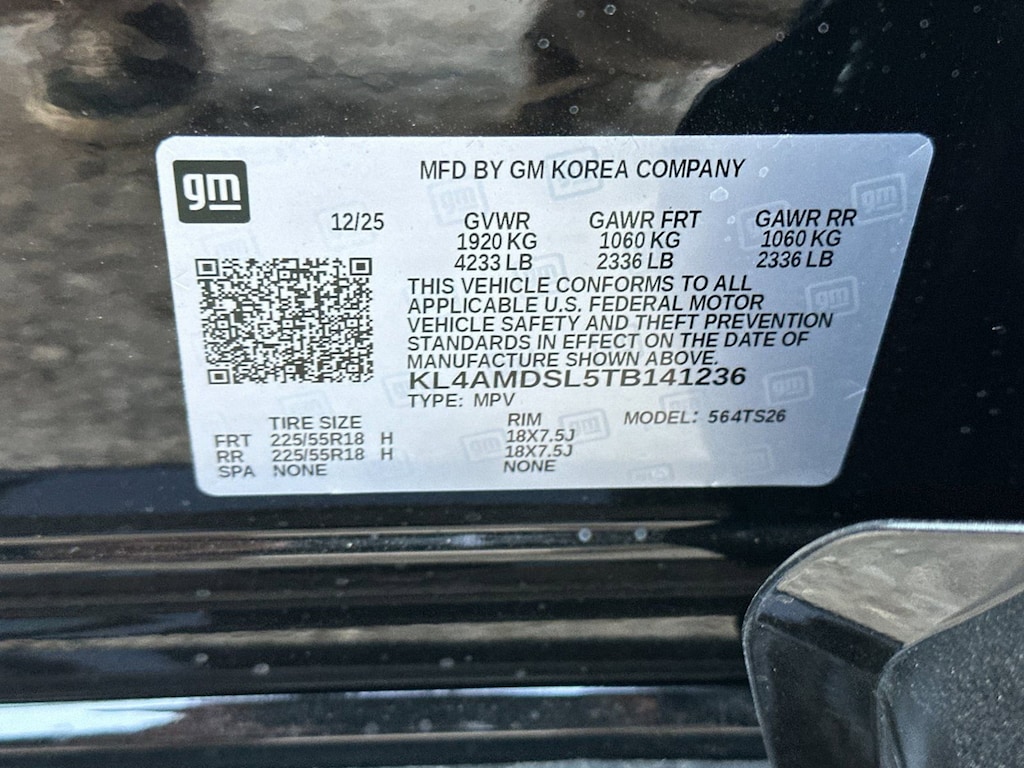 gm
MFD BY GM KOREA COMPANY
12/25 GVWR GAWR FRT GAWR RR
1920 KG 1060 KG 1060 KG
4233 LB 2336 LB 2336 LB
THIS VEHICLE CONFORMS TO ALL
APPLICABLE U.S. FEDERAL MOTOR
VEHICLE SAFETY AND THEFT PREVENTION
STANDARDS IN EFFECT ON THE DATE OF
MANUFACTURE SHOWN ABOVE.
KL4AMDSL5TB141236
TYPE: MPV
TIRE SIZE RIM MODEL: 564TS26
FRT 225/55R18 H 18X7.5J
RR 225/55R18 H 18X7.5J
SPA NONE NONE